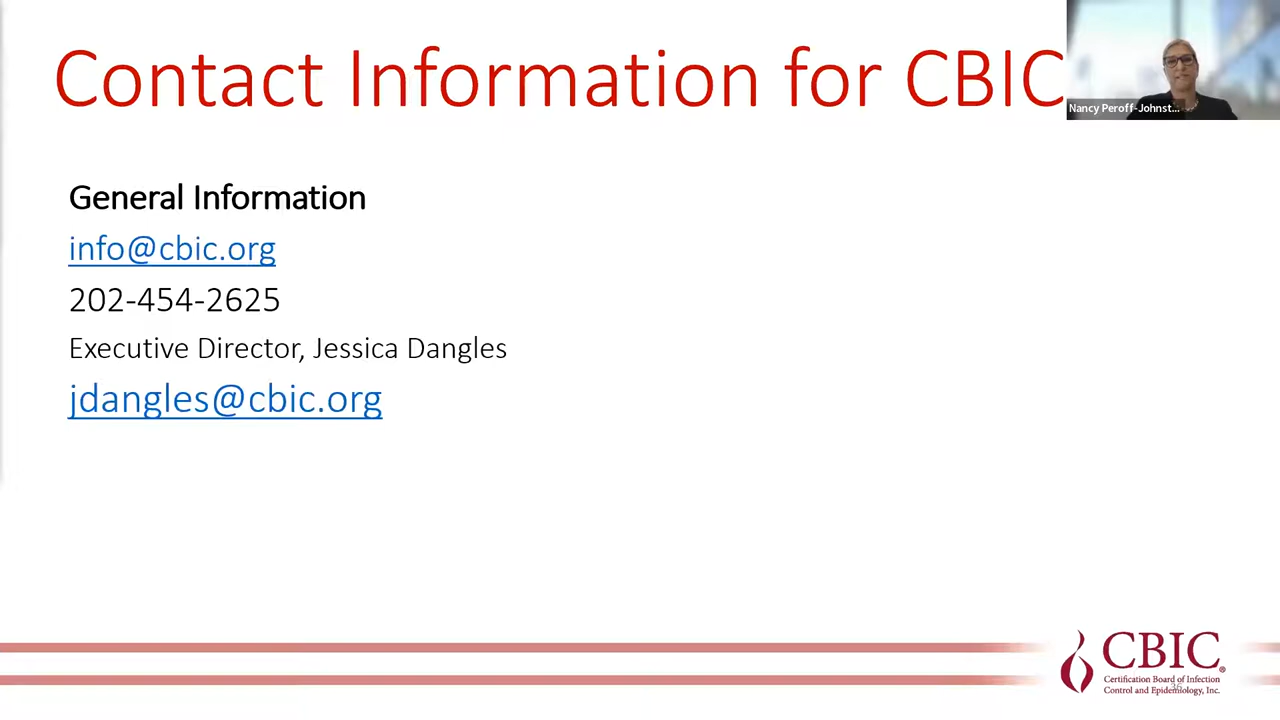 Contact Information for CBIC
Nancy Peroff-Johnst...
General Information
info@cbic.org
202-454-2625
Executive Director, Jessica Dangles
jdangles@cbic.org
CBIC®
Certification Board of Infection
Control and Epidemiology, Inc.